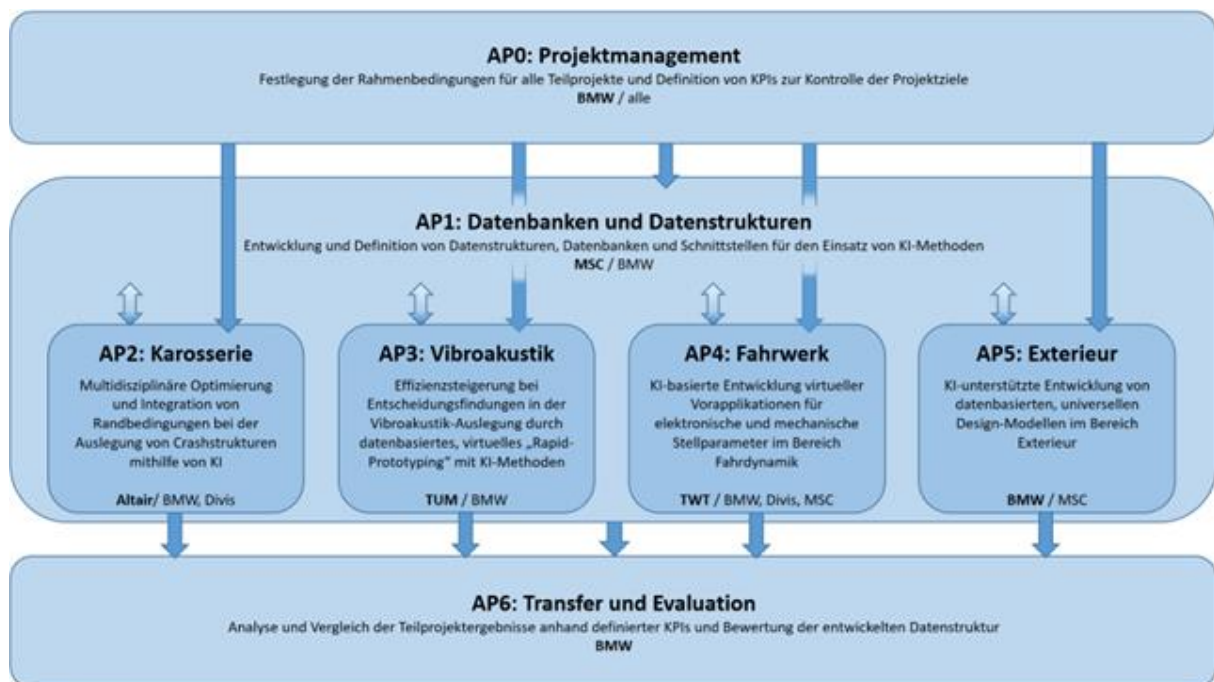 AP0: Projektmanagement
Festlegung der Rahmenbedingungen für alle Teilprojekte und Definition von KPIs zur Kontrolle der Projektziele
BMW / alle
AP1: Datenbanken und Datenstrukturen
Entwicklung und Definition von Datenstrukturen, Datenbanken und Schnittstellen für den Einsatz von KI-Methoden
MSC / BMW
AP2: Karosserie
Multidisziplinäre Optimierung
und Integration von
Randbedingungen bei der
Auslegung von Crashstrukturen
mithilfe von KI
Altair/ BMW, Divis
AP3: Vibroakustik
Effizienzsteigerung bei
Entscheidungsfindungen in der
Vibroakustik-Auslegung durch
datenbasiertes, virtuelles „Rapid-
Prototyping“ mit KI-Methoden
TUM / BMW
AP4: Fahrwerk
KI-basierte Entwicklung virtueller
Vorapplikationen für
elektronische und mechanische
Stellparameter im Bereich
Fahrdynamik
TWT / BMW, Divis, MSC
AP5: Exterieur
KI-unterstützte Entwicklung von
datenbasierten, universellen
Design-Modellen im Bereich
Exterieur
BMW / MSC
AP6: Transfer und Evaluation
Analyse und Vergleich der Teilprojektergebnisse anhand definierter KPIs und Bewertung der entwickelten Datenstruktur
BMW